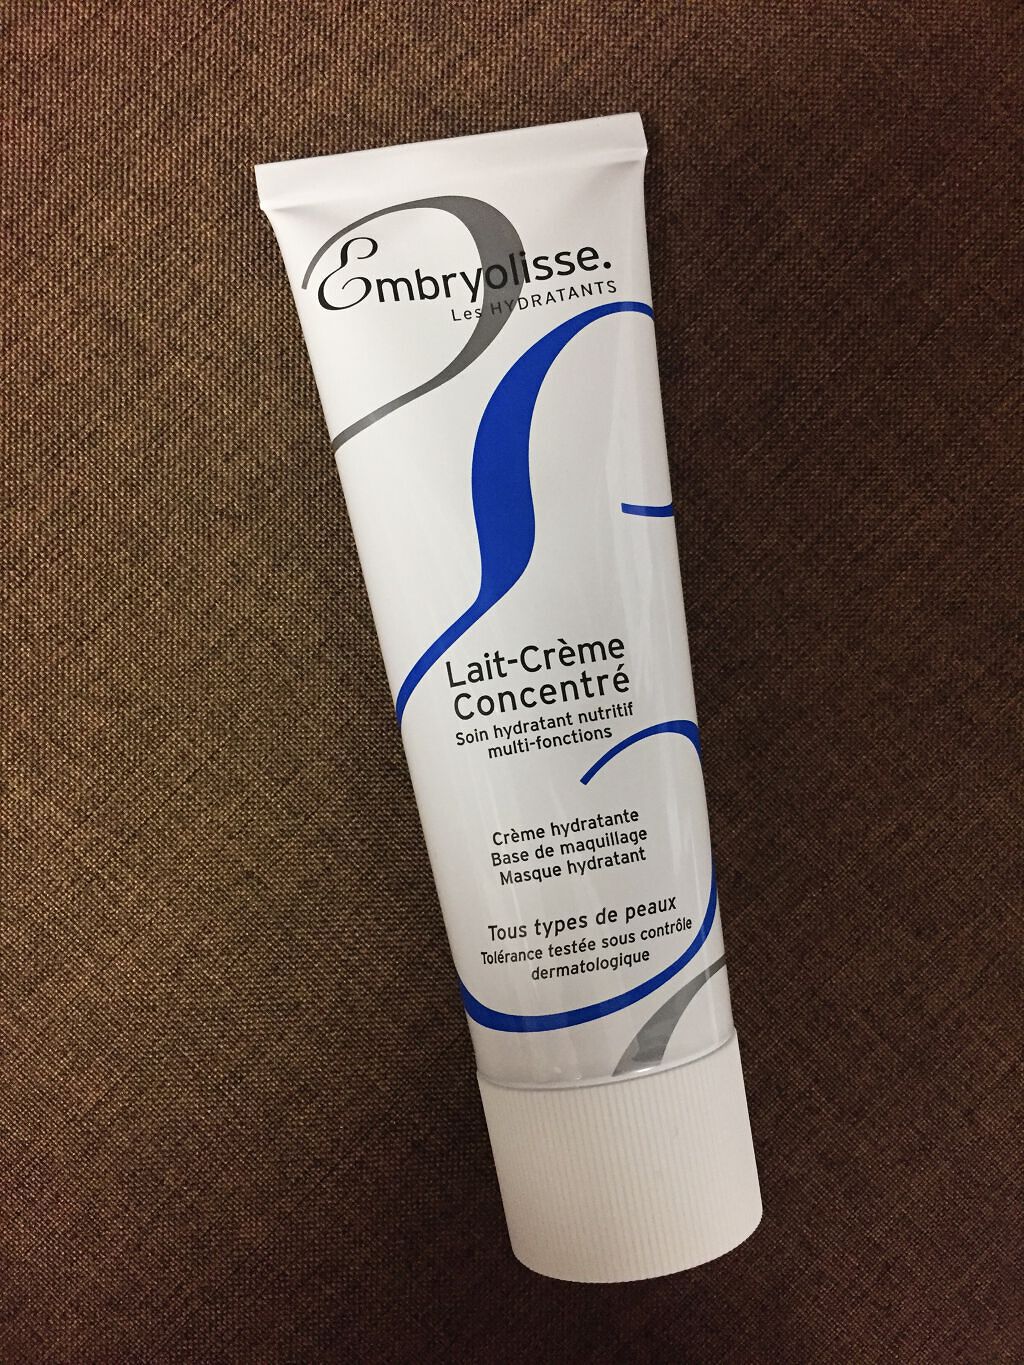 Embryolisse.
Les HYDRATANTS
Lait-Crème
Concentré
Soin hydratant nutritif
multi-fonctions
Crème hydratante
Base de maquillage
Masque hydratant
Tous types de peaux
Tolérance testée sous contrôle
dermatologique